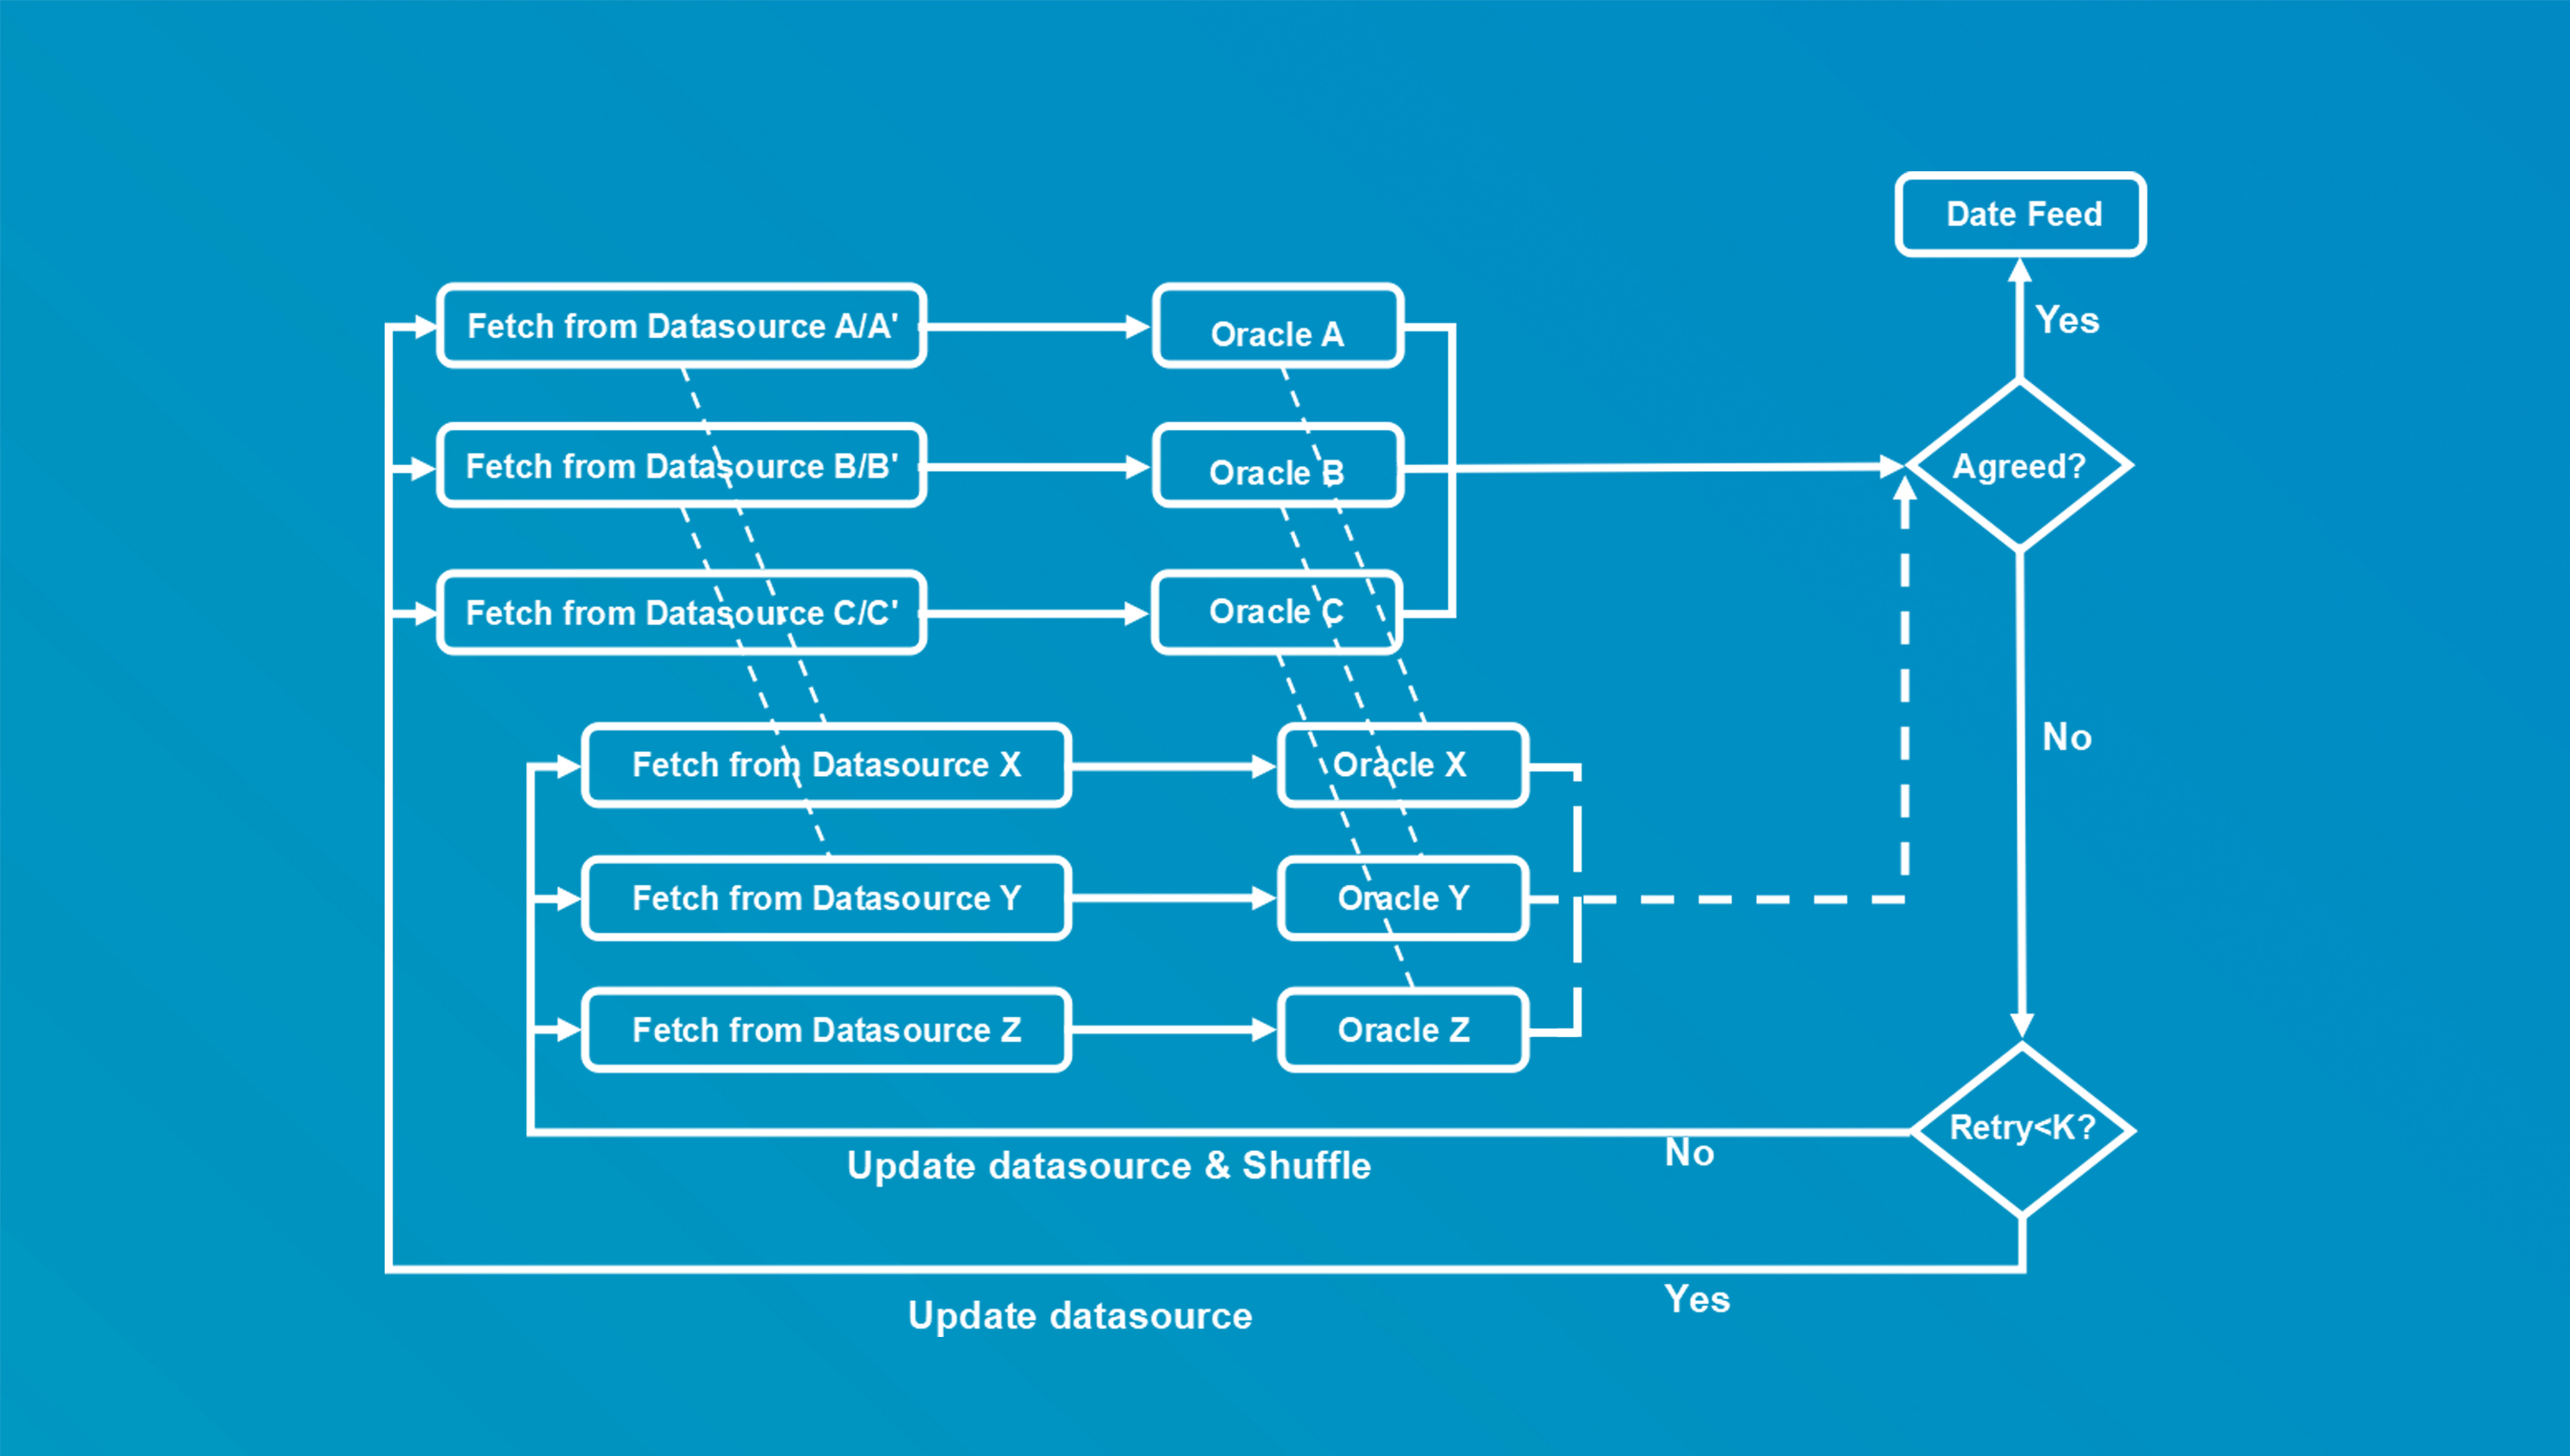 Date Feed
Yes
Fetch from Datasource A/A'
Oracle A
Fetch from Datasource B/B'
Oracle B
Agreed?
Fetch from Datasource C/C'
Oracle C
No
Fetch from Datasource X
Oracle X
Fetch from Datasource Y
Oracle Y
Fetch from Datasource Z
Oracle Z
Retry<K?
No
Update datasource & Shuffle
Yes
Update datasource